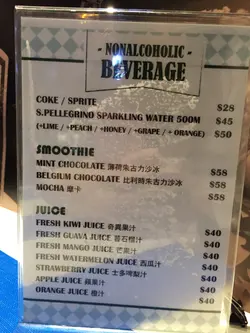 - NONALCOHOLIC -
BEVERAGE
COKE / SPRITE $28
S.PELLEGRINO SPARKLING WATER 500M $45
(+LIME / +PEACH / +HONEY / +GRAPE / + ORANGE) $50
SMOOTHIE
MINT CHOCOLATE 薄荷朱古力沙冰 $58
BELGIUM CHOCOLATE 比利時朱古力沙冰 $58
MOCHA 摩卡 $58
JUICE
FRESH KIWI JUICE 奇異果汁 $40
FRESH GUAVA JUICE 番石榴汁 $40
FRESH MANGO JUICE 芒果汁 $40
FRESH WATERMELON JUICE 西瓜汁 $40
STRAWBERRY JUICE 士多啤梨汁 $40
APPLE JUICE 蘋果汁 $40
ORANGE JUICE 橙汁 $40